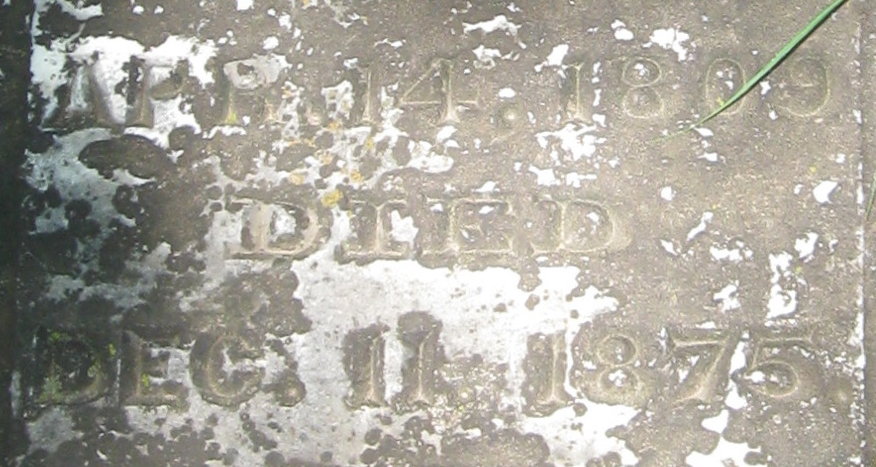 APR. 14. 1809
DIED
DEC. 11. 1875.